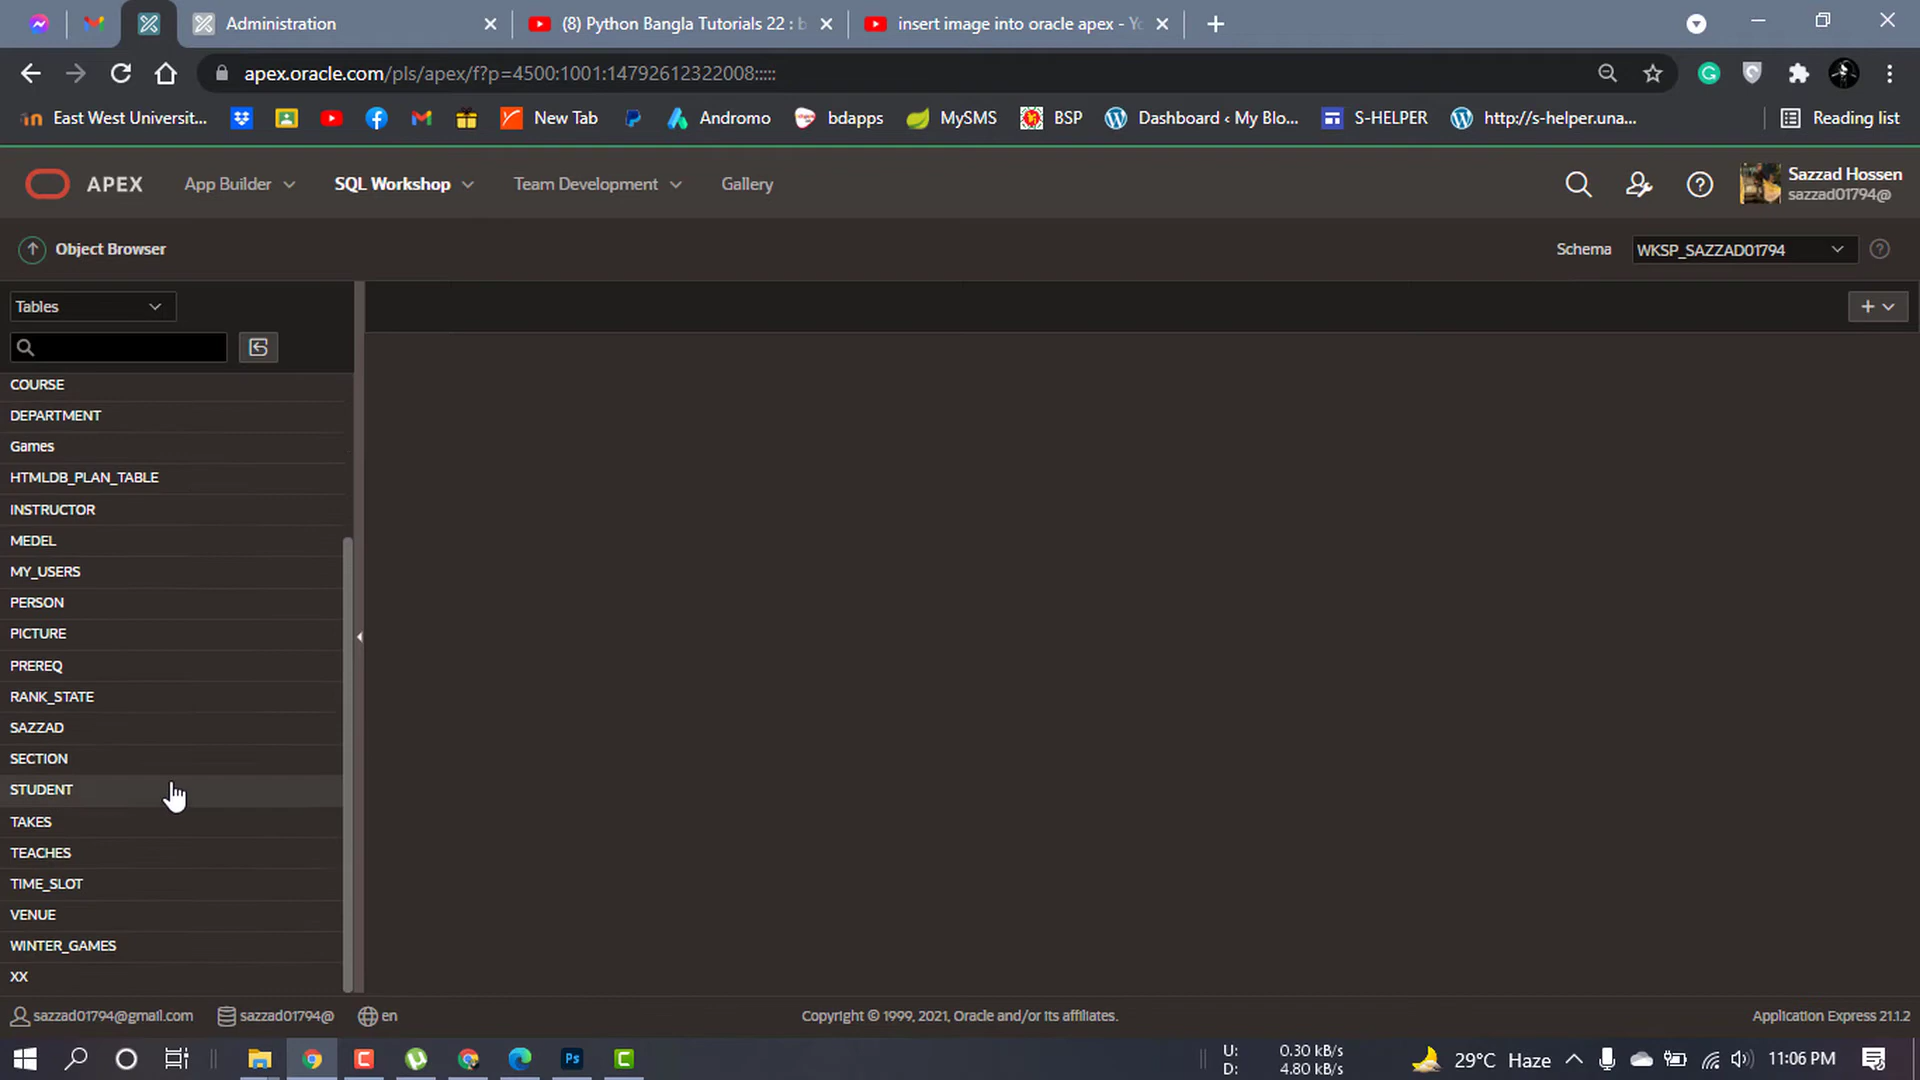 Administration
(8) Python Bangla Tutorials 22 : b
insert image into oracle apex - Yo
apex.oracle.com/pls/apex/f?p=4500:1001:14792612322008:::::
East West Universit...
New Tab
Andromo
bdapps
MySMS
BSP
Dashboard ‹ My Blo...
S-HELPER
http://s-helper.una...
Reading list
APEX
App Builder
SQL Workshop
Team Development
Gallery
Sazzad Hossen
sazzad01794@
Object Browser
Schema
WKSP_SAZZAD01794
Tables
COURSE
DEPARTMENT
Games
HTMLDB_PLAN_TABLE
INSTRUCTOR
MEDEL
MY_USERS
PERSON
PICTURE
PREREQ
RANK_STATE
SAZZAD
SECTION
STUDENT
TAKES
TEACHES
TIME_SLOT
VENUE
WINTER_GAMES
XX
sazzad01794@gmail.com
sazzad01794@
en
Copyright © 1999, 2021, Oracle and/or its affiliates.
Application Express 21.1.2
U: 0.30 kB/s
D: 4.80 kB/s
29°C Haze
11:06 PM